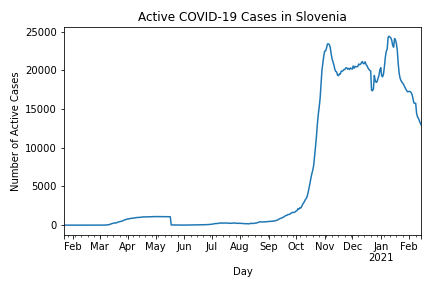 Active COVID-19 Cases in Slovenia
Number of Active Cases
25000
20000
15000
10000
5000
0
Feb Mar Apr May Jun Jul Aug Sep Oct Nov Dec Jan Feb
2021
Day